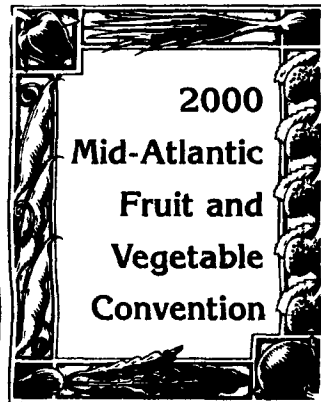 2000
Mid-Atlantic
Fruit and
Vegetable
Convention